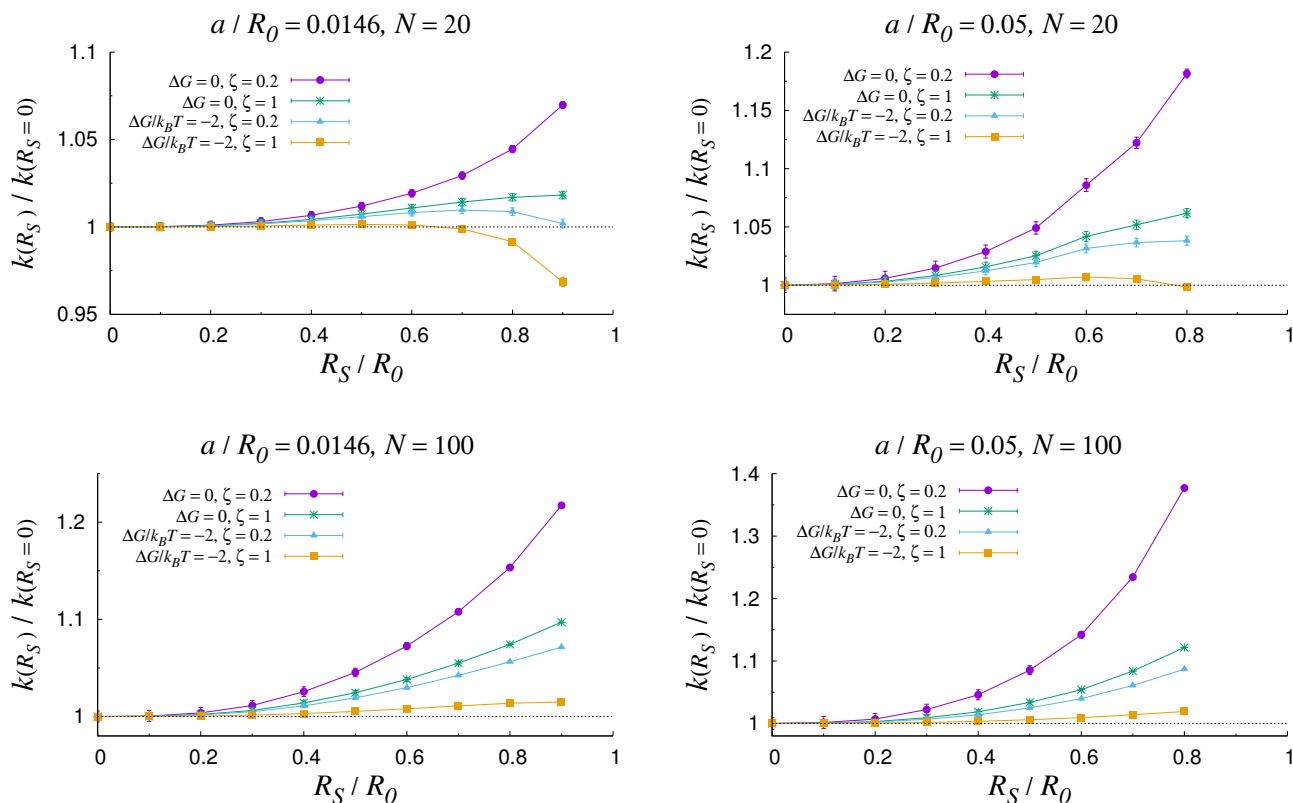 a / R0 = 0.0146, N = 20
k(RS) / k(RS = 0)
1.1
1.05
1
0.95
ΔG = 0, ζ = 0.2
ΔG = 0, ζ = 1
ΔG/kBT = −2, ζ = 0.2
ΔG/kBT = −2, ζ = 1
0
0.2
0.4
0.6
0.8
1
RS / R0
a / R0 = 0.05, N = 20
k(RS) / k(RS = 0)
1.2
1.15
1.1
1.05
1
ΔG = 0, ζ = 0.2
ΔG = 0, ζ = 1
ΔG/kBT = −2, ζ = 0.2
ΔG/kBT = −2, ζ = 1
0
0.2
0.4
0.6
0.8
1
RS / R0
a / R0 = 0.0146, N = 100
k(RS) / k(RS = 0)
1.2
1.1
1
ΔG = 0, ζ = 0.2
ΔG = 0, ζ = 1
ΔG/kBT = −2, ζ = 0.2
ΔG/kBT = −2, ζ = 1
0
0.2
0.4
0.6
0.8
1
RS / R0
a / R0 = 0.05, N = 100
k(RS) / k(RS = 0)
1.4
1.3
1.2
1.1
1
ΔG = 0, ζ = 0.2
ΔG = 0, ζ = 1
ΔG/kBT = −2, ζ = 0.2
ΔG/kBT = −2, ζ = 1
0
0.2
0.4
0.6
0.8
1
RS / R0